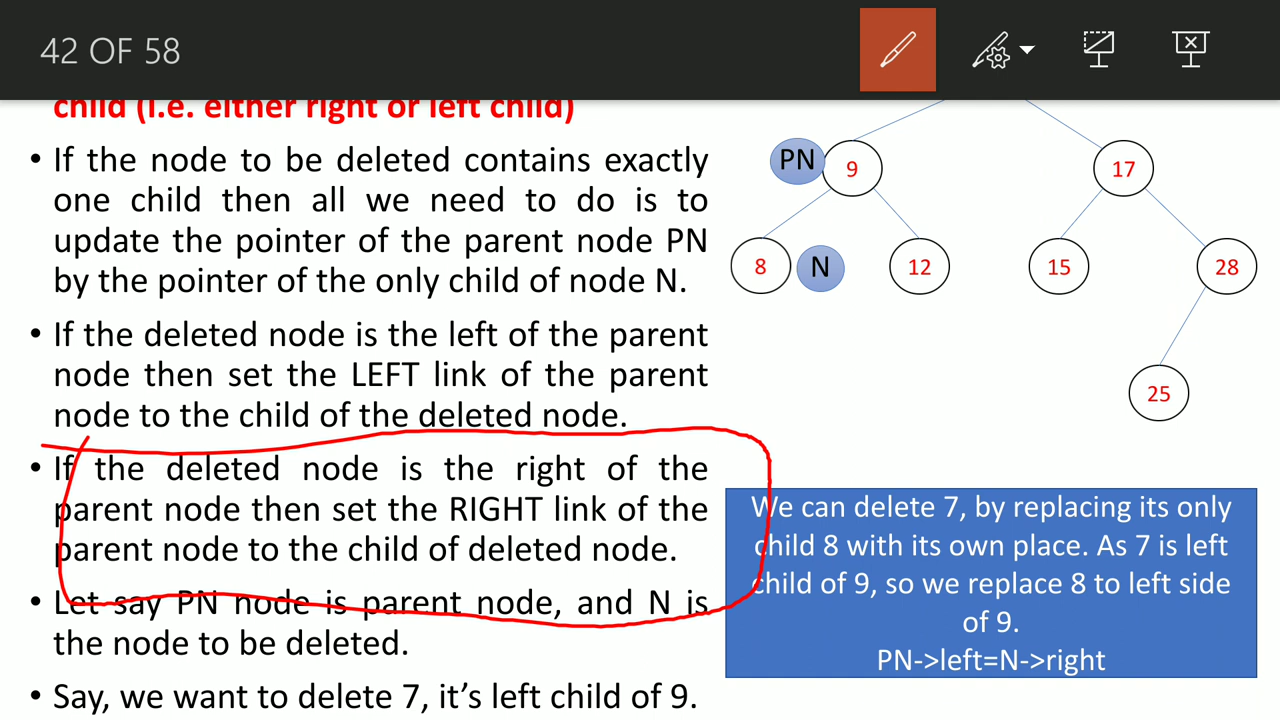 42 OF 58
child (i.e. either right or left child)
• If the node to be deleted contains exactly
one child then all we need to do is to
update the pointer of the parent node PN
by the pointer of the only child of node N.
• If the deleted node is the left of the parent
node then set the LEFT link of the parent
node to the child of the deleted node.
• If the deleted node is the right of the
parent node then set the RIGHT link of the
parent node to the child of deleted node.
• Let say PN node is parent node, and N is
the node to be deleted.
• Say, we want to delete 7, it’s left child of 9.
PN 9 17
8 N 12 15 28
25
We can delete 7, by replacing its only
child 8 with its own place. As 7 is left
child of 9, so we replace 8 to left side
of 9.
PN->left=N->right